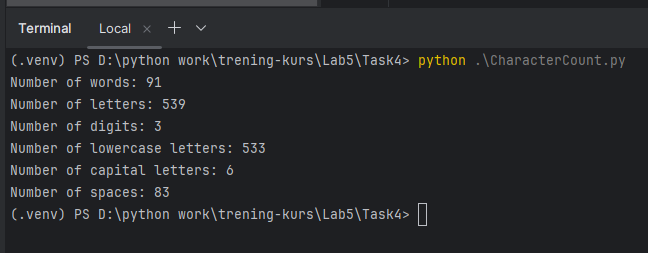 Terminal Local × + ∨
(.venv) PS D:\python work\trening-kurs\Lab5\Task4> python .\CharacterCount.py
Number of words: 91
Number of letters: 539
Number of digits: 3
Number of lowercase letters: 533
Number of capital letters: 6
Number of spaces: 83
(.venv) PS D:\python work\trening-kurs\Lab5\Task4>